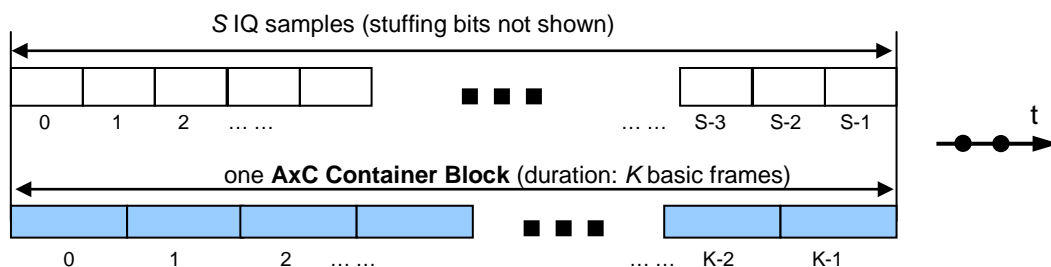 S IQ samples (stuffing bits not shown)
0 1 2 … … … … S-3 S-2 S-1
t
one AxC Container Block (duration: K basic frames)
0 1 2 … … … … K-2 K-1